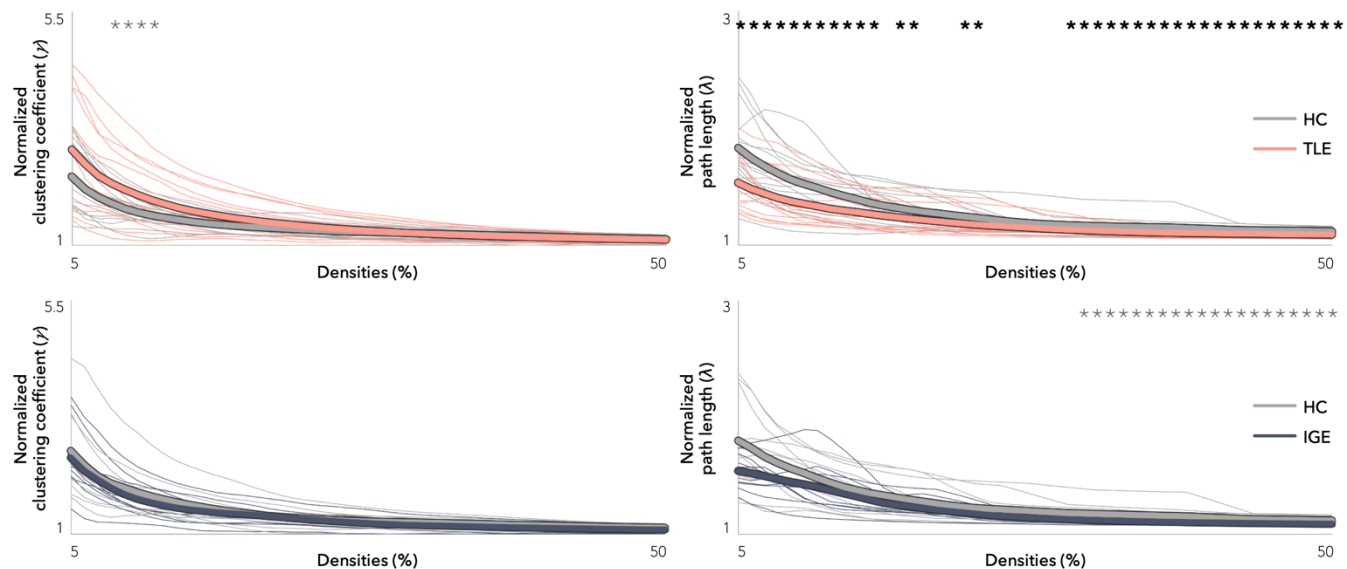 5.5
****
Normalized
clustering coefficient (γ)
1
5
50
Densities (%)
3
*********** ** ** *********************
Normalized
path length (λ)
HC
TLE
1
5
50
Densities (%)
5.5
Normalized
clustering coefficient (γ)
1
5
50
Densities (%)
3
********************
Normalized
path length (λ)
HC
IGE
1
5
50
Densities (%)